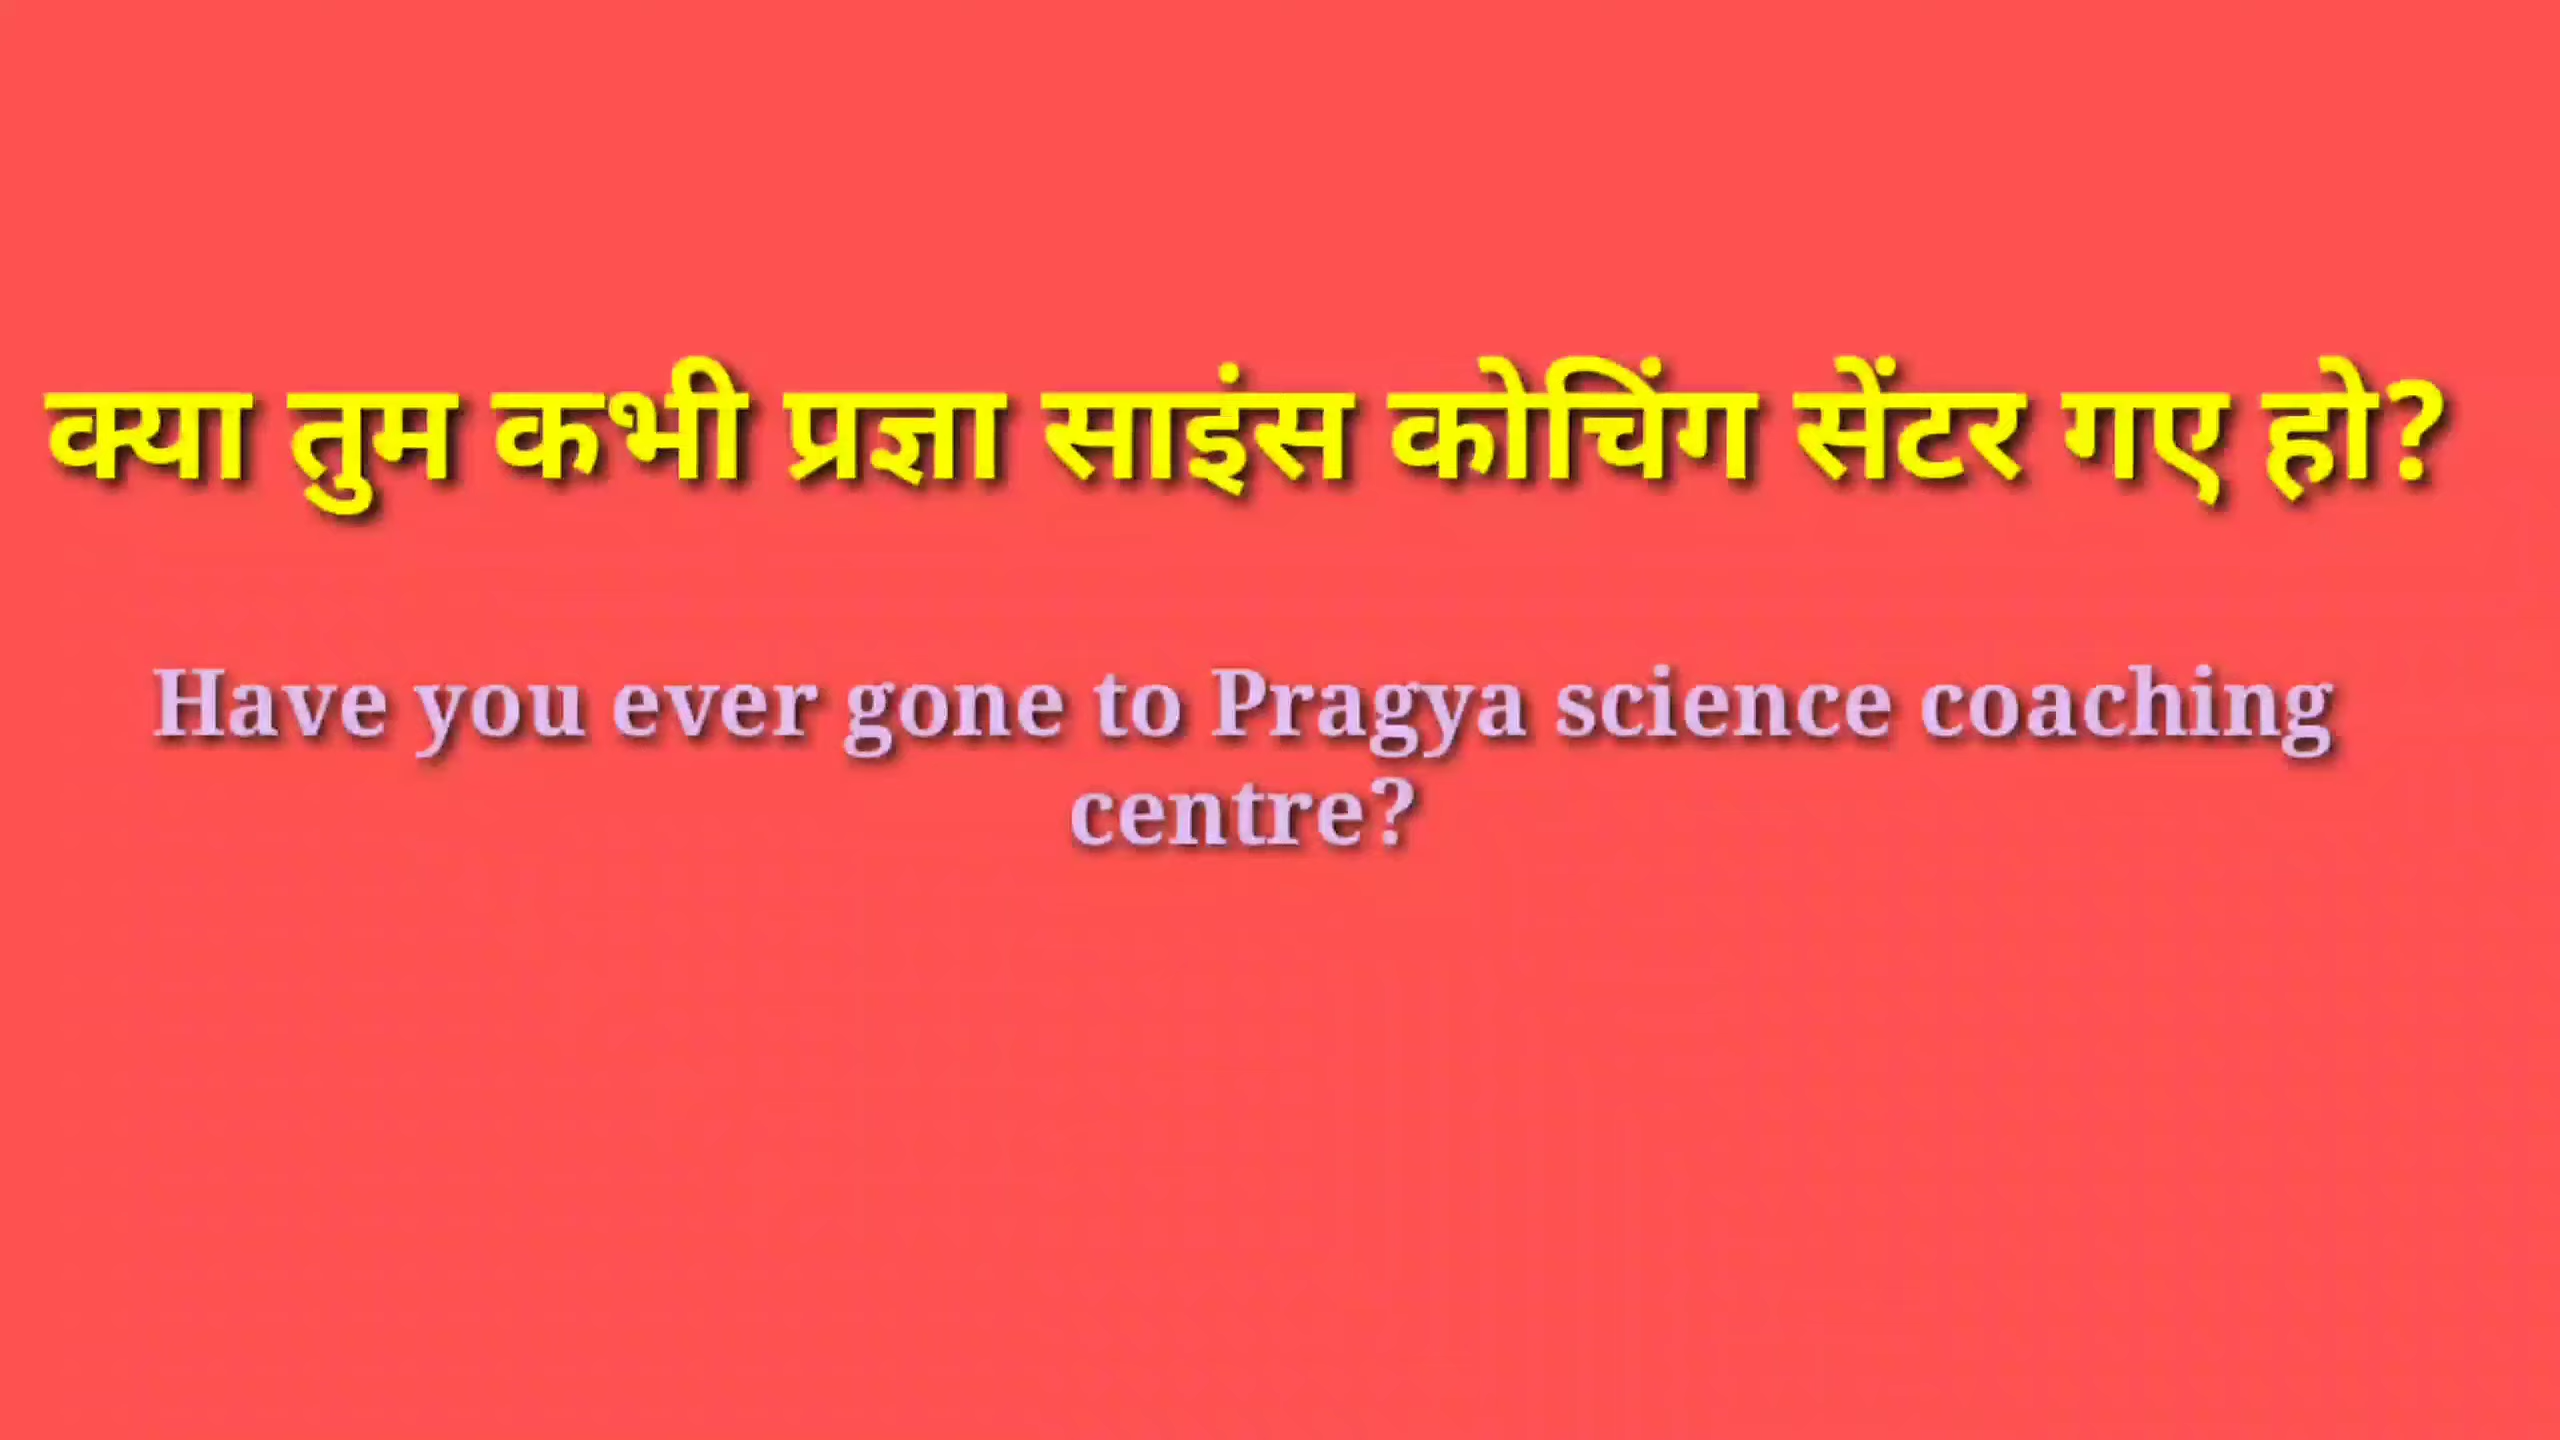 क्या तुम कभी प्रज्ञा साइंस कोचिंग सेंटर गए हो?
Have you ever gone to Pragya science coaching
centre?